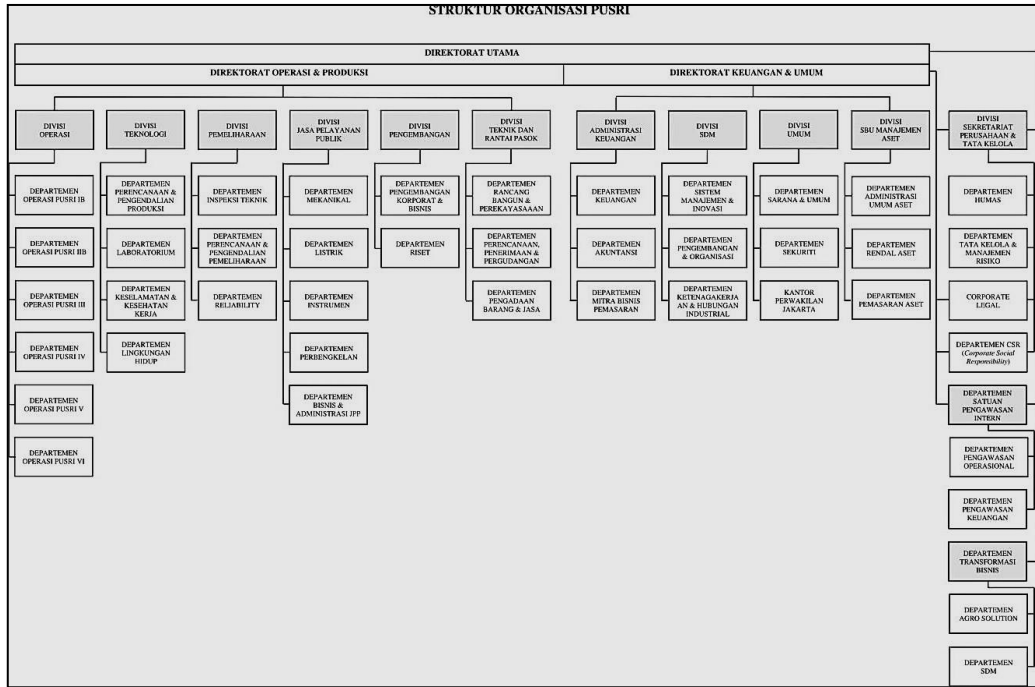 STRUKTUR ORGANISASI PUSRI
DIREKTORAT UTAMA
DIREKTORAT OPERASI & PRODUKSI
DIREKTORAT KEUANGAN & UMUM
DIVISI
OPERASI
DEPARTEMEN
OPERASI PUSRI IB
DEPARTEMEN
OPERASI PUSRI IIB
DEPARTEMEN
OPERASI PUSRI III
DEPARTEMEN
OPERASI PUSRI IV
DEPARTEMEN
OPERASI PUSRI V
DEPARTEMEN
OPERASI PUSRI VI
DIVISI
TEKNOLOGI
DEPARTEMEN
PERENCANAAN &
PENGENDALIAN
PRODUKSI
DEPARTEMEN
LABORATORIUM
DEPARTEMEN
KESELAMATAN &
KESEHATAN
KERJA
DEPARTEMEN
LINGKUNGAN
HIDUP
DIVISI
PEMELIHARAAN
DEPARTEMEN
INSPEKSI TEKNIK
DEPARTEMEN
PERENCANAAN &
PENGENDALIAN
PEMELIHARAAN
DEPARTEMEN
RELIABILITY
DIVISI
JASA PELAYANAN
PUBLIK
DEPARTEMEN
MEKANIKAL
DEPARTEMEN
LISTRIK
DEPARTEMEN
INSTRUMEN
DEPARTEMEN
PERBENGKELAN
DEPARTEMEN
BISNIS &
ADMINISTRASI JPP
DIVISI
PENGEMBANGAN
DEPARTEMEN
PENGEMBANGAN
KORPORAT &
BISNIS
DEPARTEMEN
RISET
DIVISI
TEKNIK DAN
RANTAI PASOK
DEPARTEMEN
RANCANG
BANGUN &
PEREKAYASAAAN
DEPARTEMEN
PERENCANAAN,
PENERIMAAN &
PERGUDANGAN
DEPARTEMEN
PENGADAAN
BARANG & JASA
DIVISI
ADMINISTRASI
KEUANGAN
DEPARTEMEN
KEUANGAN
DEPARTEMEN
AKUNTANSI
DEPARTEMEN
MITRA BISNIS
PEMASARAN
DIVISI
SDM
DEPARTEMEN
SISTEM
MANAJEMEN &
INOVASI
DEPARTEMEN
PENGEMBANGAN
& ORGANISASI
DEPARTEMEN
KETENAGAKERJA
AN & HUBUNGAN
INDUSTRIAL
DIVISI
UMUM
DEPARTEMEN
SARANA & UMUM
DEPARTEMEN
SEKURITI
KANTOR
PERWAKILAN
JAKARTA
DIVISI
SBU MANAJEMEN
ASET
DEPARTEMEN
ADMINISTRASI
UMUM ASET
DEPARTEMEN
RENDAL ASET
DEPARTEMEN
PEMASARAN ASET
DIVISI
SEKRETARIAT
PERUSAHAAN &
TATA KELOLA
DEPARTEMEN
HUMAS
DEPARTEMEN
TATA KELOLA &
MANAJEMEN
RISIKO
CORPORATE
LEGAL
DEPARTEMEN CSR
(Corporate Social
Responsibility)
DEPARTEMEN
SATUAN
PENGAWASAN
INTERN
DEPARTEMEN
PENGAWASAN
OPERASIONAL
DEPARTEMEN
PENGAWASAN
KEUANGAN
DEPARTEMEN
TRANSFORMASI
BISNIS
DEPARTEMEN
AGRO SOLUTION
DEPARTEMEN
SDM